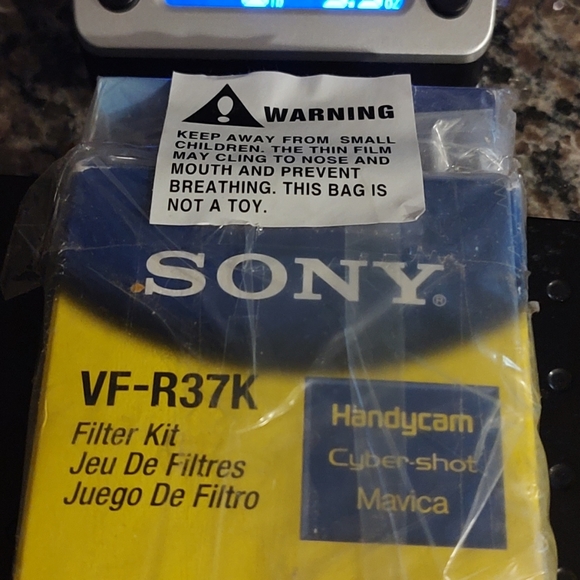 WARNING
KEEP AWAY FROM SMALL
CHILDREN. THE THIN FILM
MAY CLING TO NOSE AND
MOUTH AND PREVENT
BREATHING. THIS BAG IS
NOT A TOY.
SONY®
VF-R37K
Filter Kit
Jeu De Filtres
Juego De Filtro
Handycam
Cyber-shot
Mavica